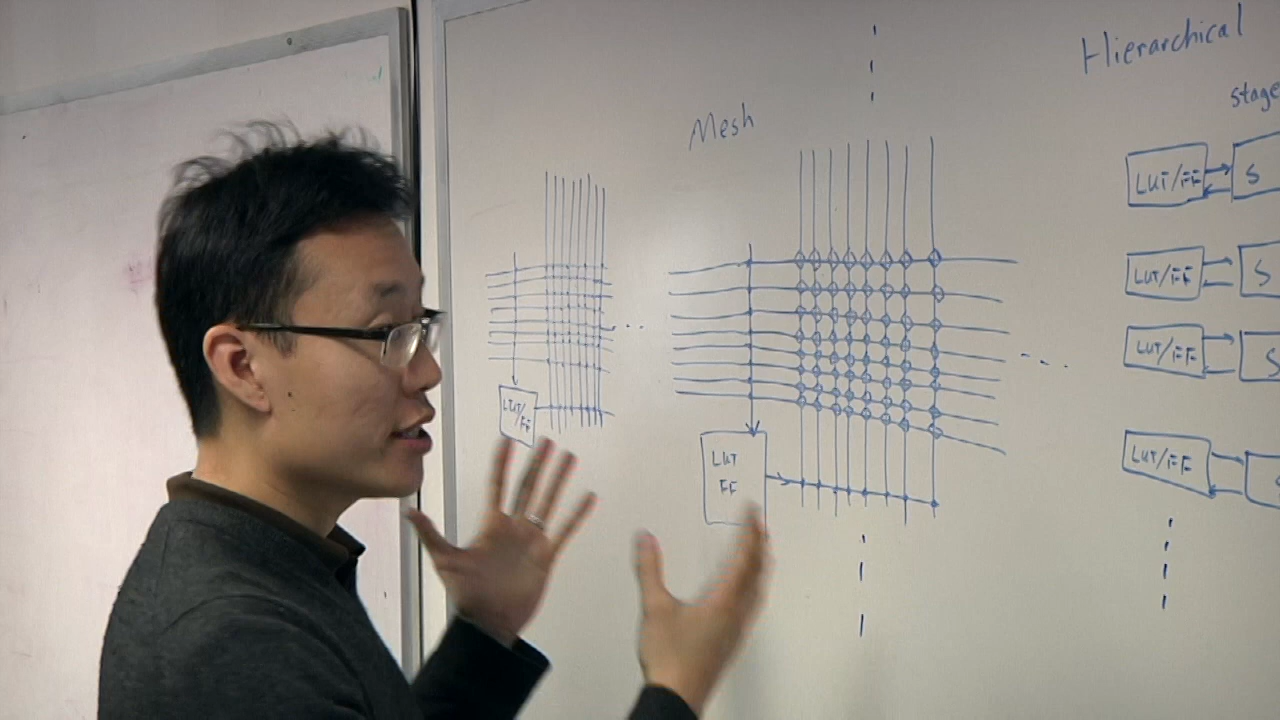 Hierarchical
Mesh
stage
LUT/FF
S
LUT/FF
S
LUT/FF
S
LUT/FF
LUT/
FF
LUT
FF